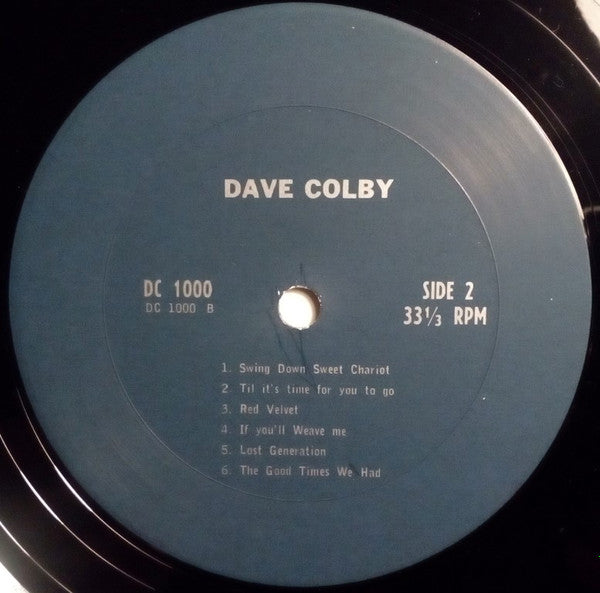 DAVE COLBY
DC 1000
DC 1000 B
SIDE 2
33⅓ RPM
1. Swing Down Sweet Chariot
2. Til it's time for you to go
3. Red Velvet
4. If you'll Weave me
5. Lost Generation
6. The Good Times We Had